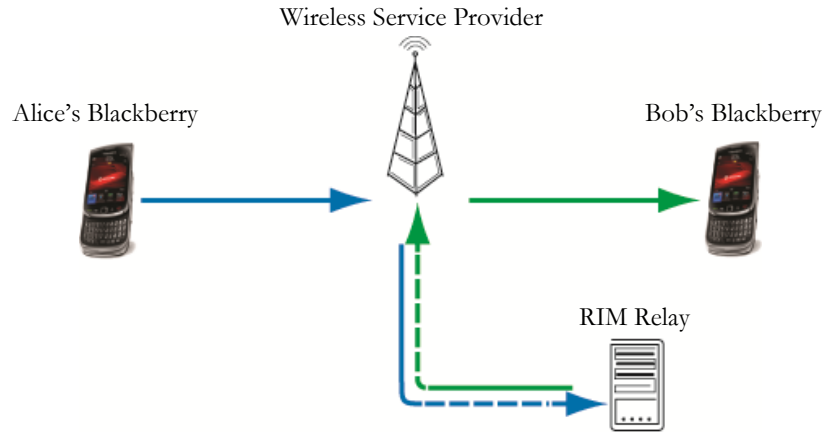 Wireless Service Provider
Alice's Blackberry
Bob's Blackberry
RIM Relay